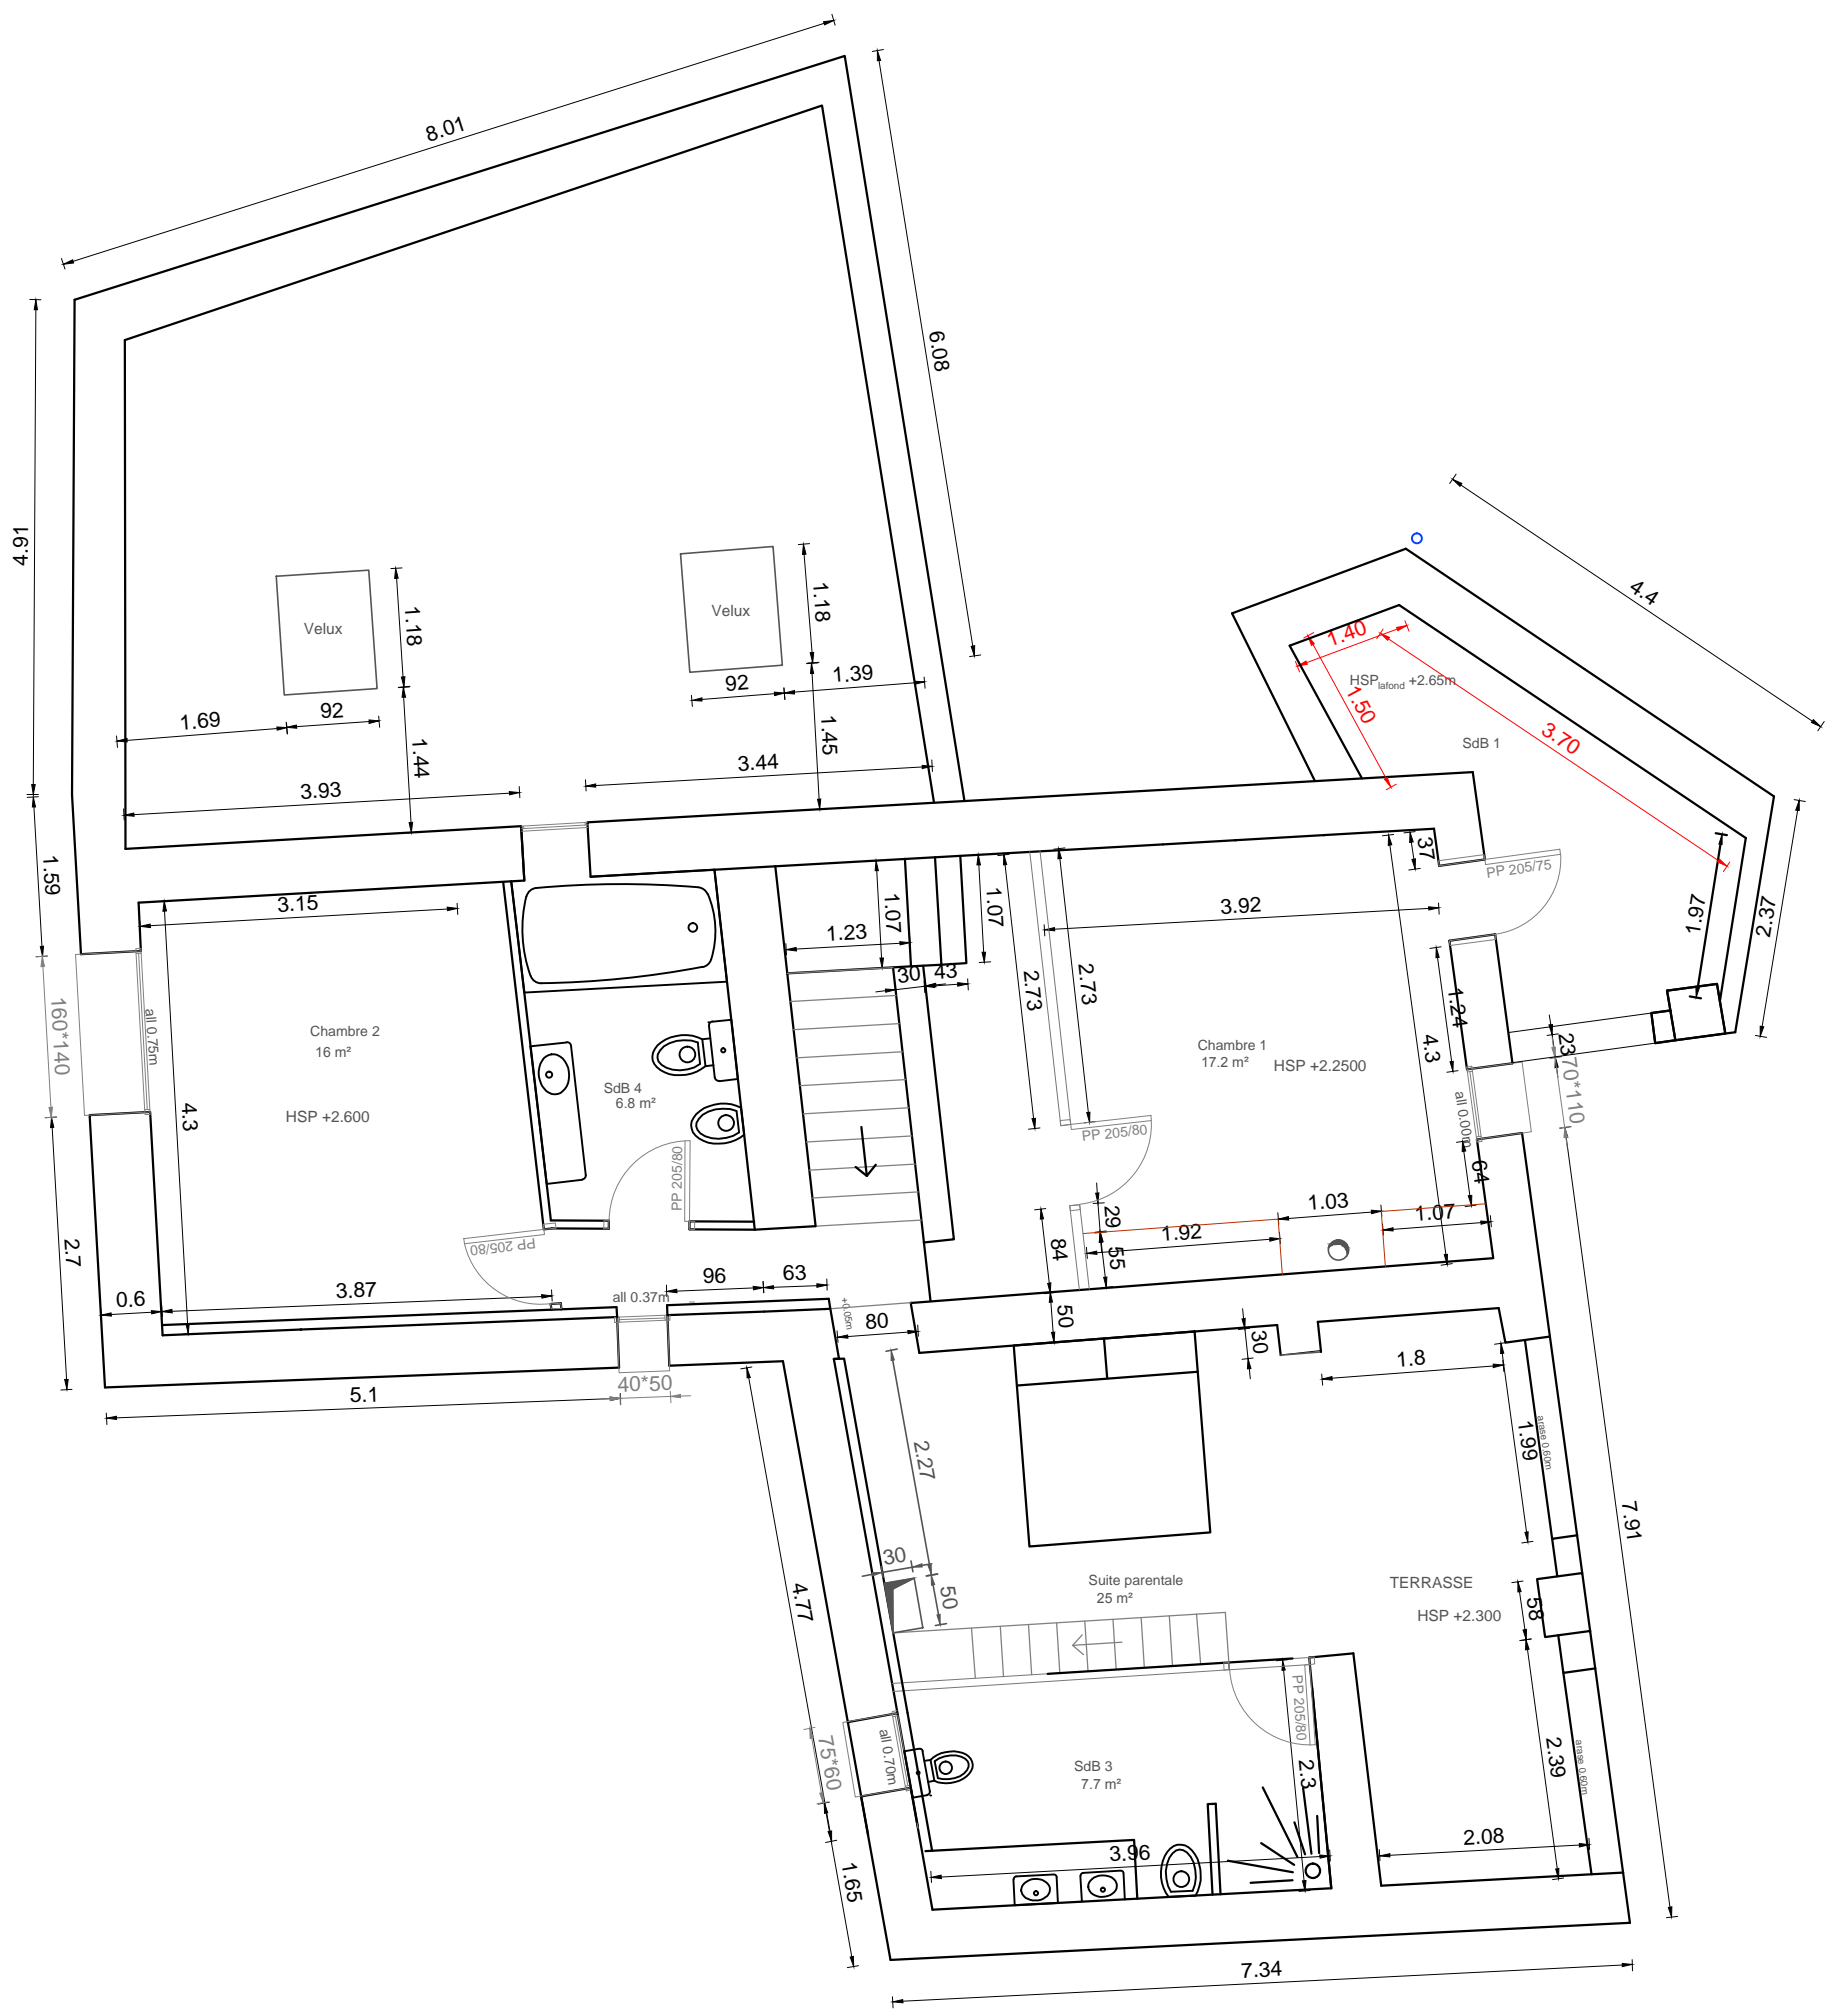 8.01
6.08
4.91
4.4
Velux
1.18
Velux
1.18
92
1.39
1.69
92
1.44
1.45
3.44
3.93
1.40
HSPlafond +2.65m
1.50
3.70
SdB 1
1.97
2.37
1.59
3.15
1.07
1.23
1.07
30
43
2.73
2.73
3.92
37
PP 205/75
1.24
4.3
23
70*110
all 0.00m
64
160*140
all 0.75m
Chambre 2
16 m²
HSP +2.600
4.3
SdB 4
6.8 m²
PP 205/80
PP 205/80
Chambre 1
17.2 m²
HSP +2.2500
PP 205/80
1.03
1.07
1.92
29
55
84
2.7
0.6
3.87
all 0.37m
96
63
+0.05m
80
50
30
1.8
5.1
40*50
2.27
1.99
arase 0.60m
7.91
4.77
30
50
Suite parentale
25 m²
TERRASSE
HSP +2.300
58
PP 205/80
75*60
all 0.70m
SdB 3
7.7 m²
2.3
2.39
arase 0.60m
3.96
2.08
1.65
7.34